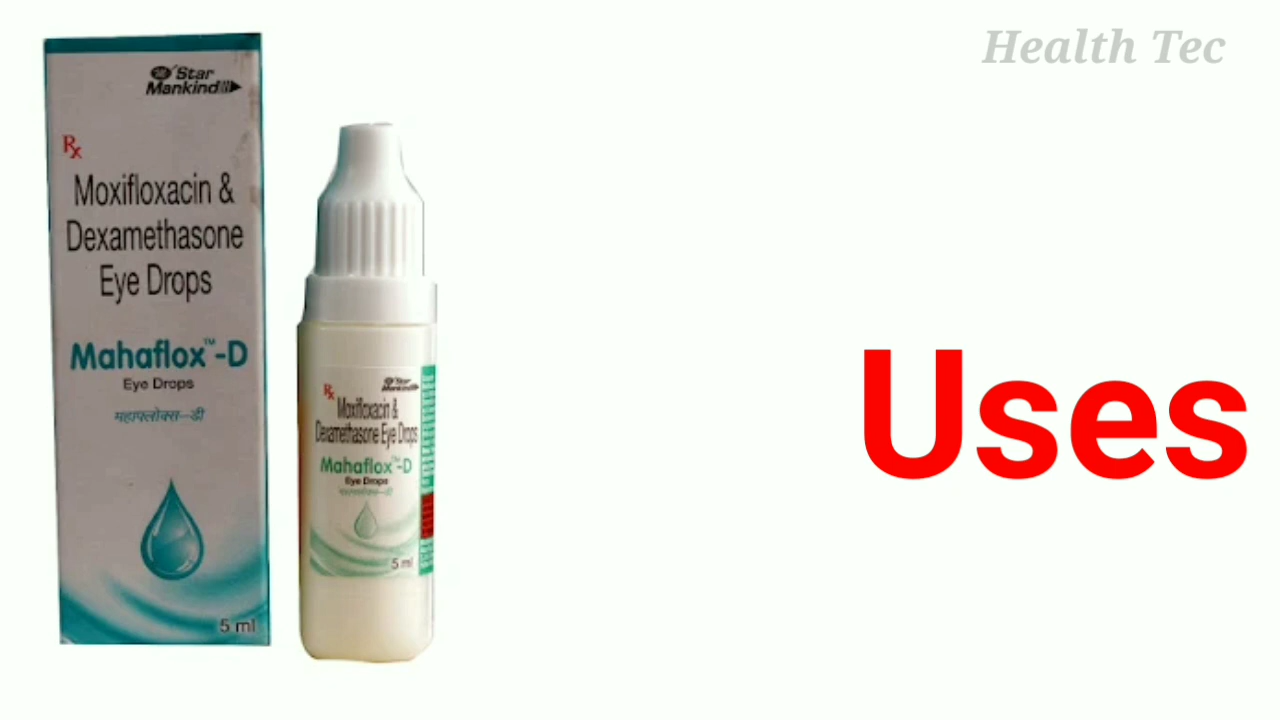 Health Tec
Star
Mankind
Rx
Moxifloxacin &
Dexamethasone
Eye Drops
Mahaflox™-D
Eye Drops
महाफ्लोक्स–डी
5 ml
Star
Mankind
Rx
Moxifloxacin &
Dexamethasone Eye Drops
Mahaflox™-D
Eye Drops
महाफ्लोक्स–डी
5 ml
Uses